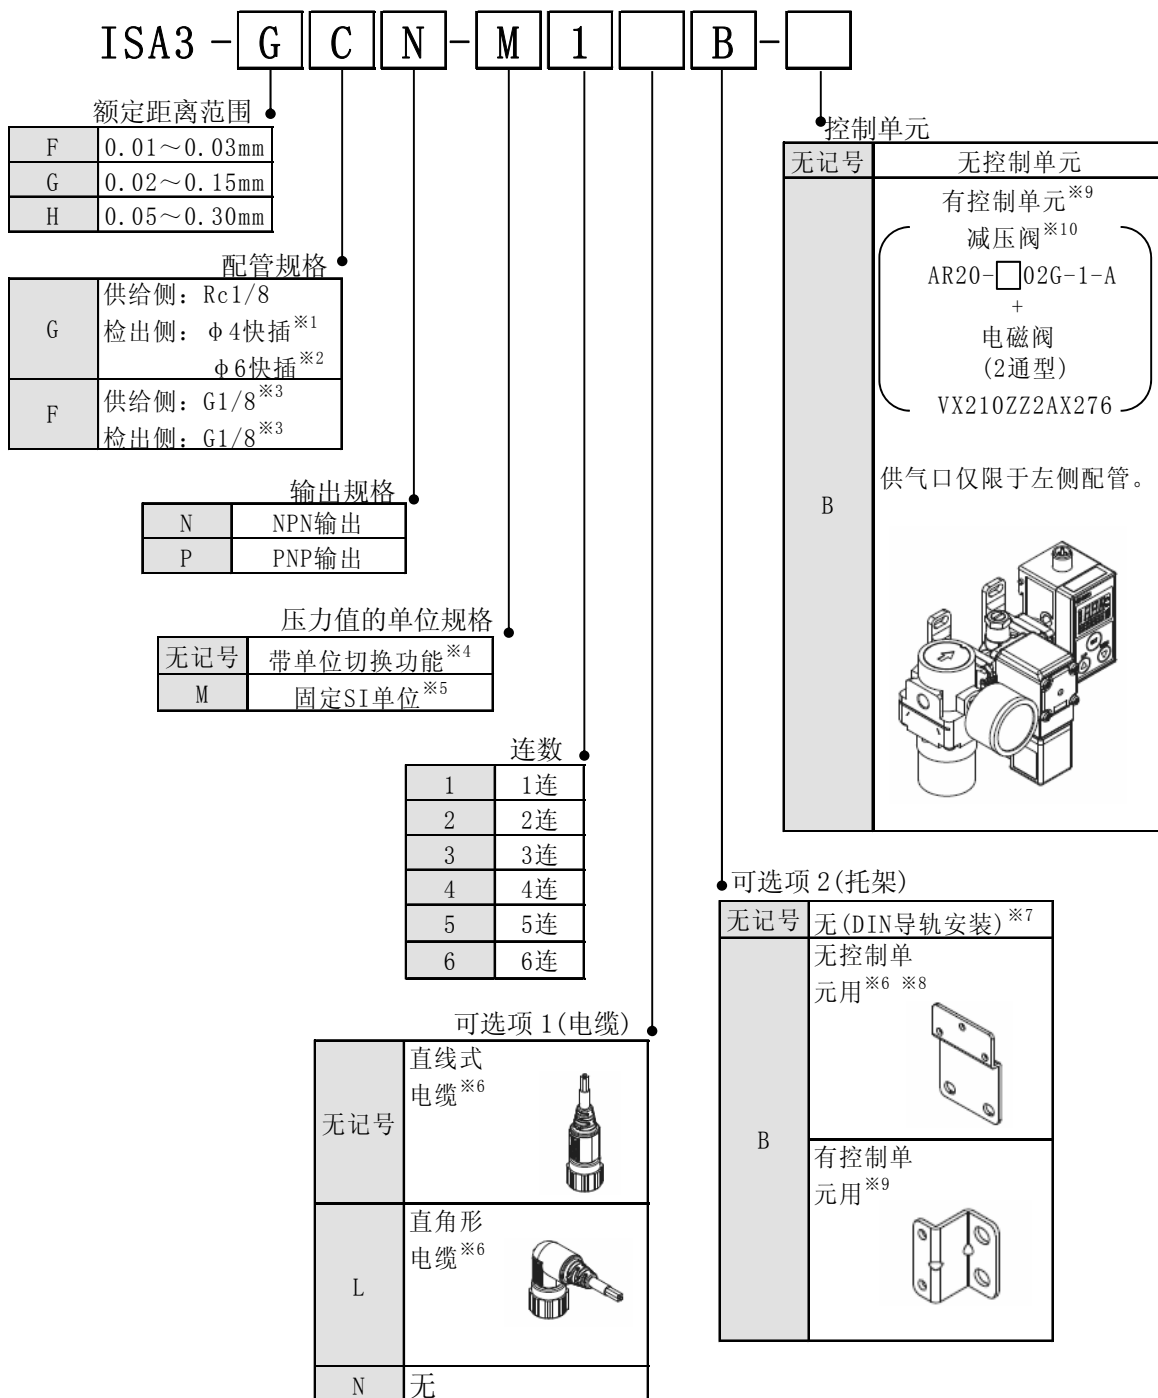 ISA3-GCN-M1 B-
额定距离范围
F 0.01～0.03mm
G 0.02～0.15mm
H 0.05～0.30mm
配管规格
G
供给侧：Rc1/8
检出侧：φ4快插※1
φ6快插※2
F
供给侧：G1/8※3
检出侧：G1/8※3
输出规格
N NPN输出
P PNP输出
压力值的单位规格
无记号 带单位切换功能※4
M 固定SI单位※5
连数
1 1连
2 2连
3 3连
4 4连
5 5连
6 6连
可选项1(电缆)
无记号
直线式
电缆※6
L
直角形
电缆※6
N 无
控制单元
无记号 无控制单元
B
有控制单元※9
减压阀※10
AR20-□02G-1-A
+
电磁阀
(2通型)
VX210ZZ2AX276
供气口仅限于左侧配管。
可选项2(托架)
无记号 无(DIN导轨安装)※7
B
无控制单
元用※6 ※8
有控制单
元用※9